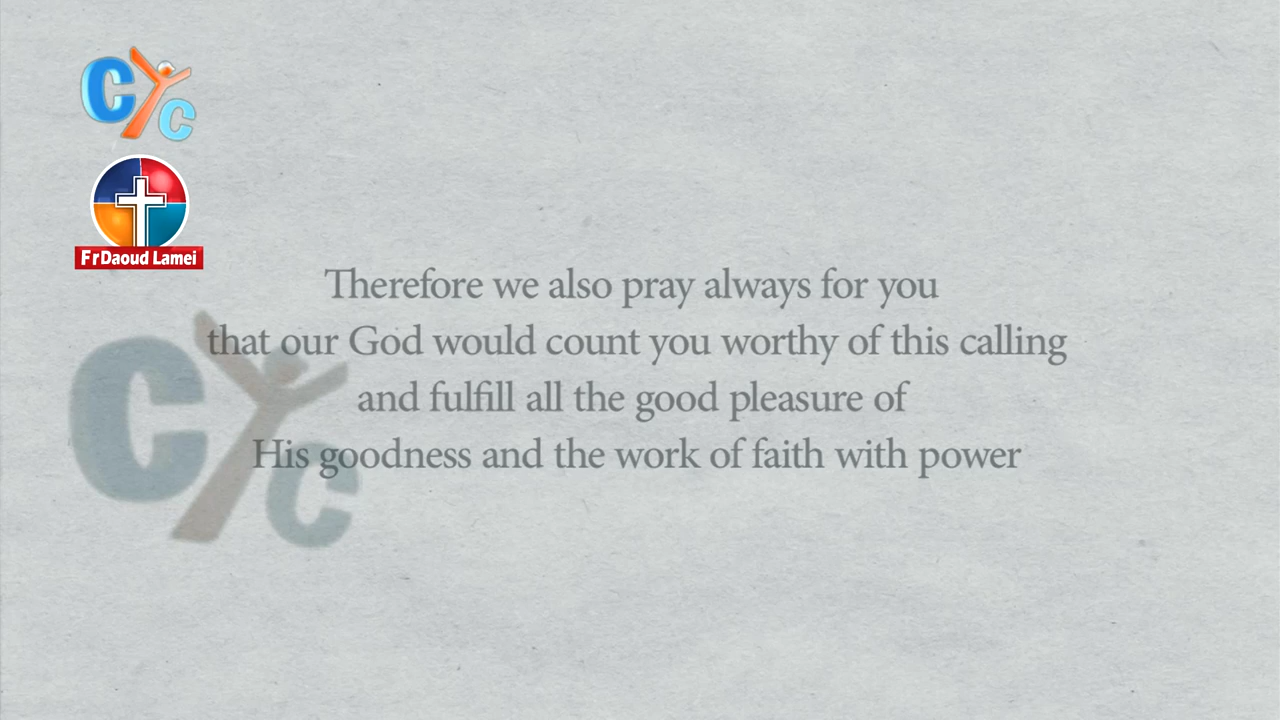 CYC
FrDaoud Lamei
Therefore we also pray always for you
that our God would count you worthy of this calling
and fulfill all the good pleasure of
His goodness and the work of faith with power
CYC